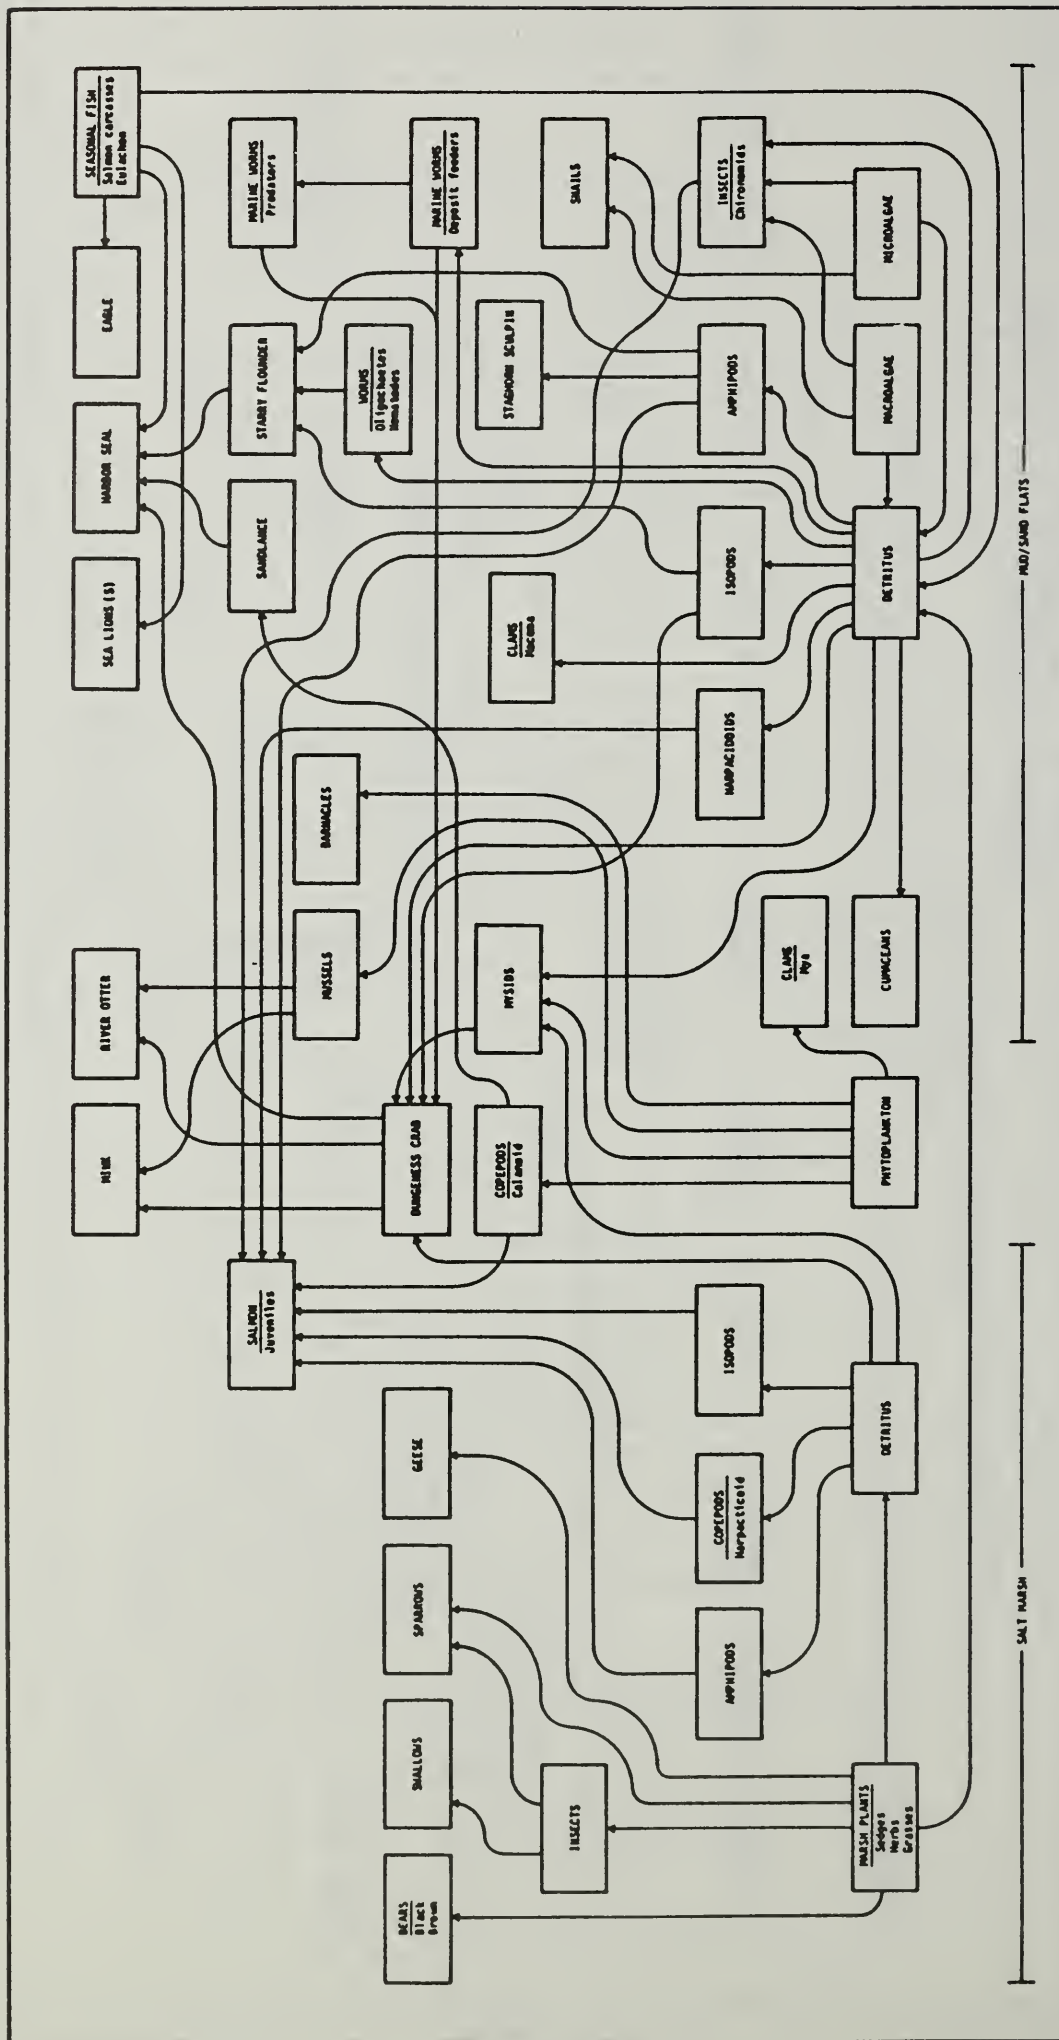 SEASONAL FISH
Salmon carcasses
Eulachon
EAGLE
HARBOR SEAL
SEA LIONS(S)
RIVER OTTER
MINK
MARINE WORMS
Predators
STARRY FLOUNDER
SANDLANCE
SALMON
Juveniles
WORMS
Oligochaetes
Nematodes
BARNACLES
MUSSELS
MARINE WORMS
Deposit feeders
DUNGENESS CRAB
GEESE
SPARROWS
SWALLOWS
BEARS
Black
Brown
STAGHORN SCULPIN
CLAMS
Macoma
MYSIDS
COPEPODS
Calanoid
SNAILS
INSECTS
INSECTS
Chironomids
AMPHIPODS
ISOPODS
HARPACIDOIDS
CLAMS
Mya
ISOPODS
COPEPODS
Harpacticoid
AMPHIPODS
MICROALGAE
MACROALGAE
DETRITUS
CUMACEANS
PHYTOPLANKTON
DETRITUS
MARSH PLANTS
Sedges
Herbs
Grasses
SALT MARSH
MUD/SAND FLATS